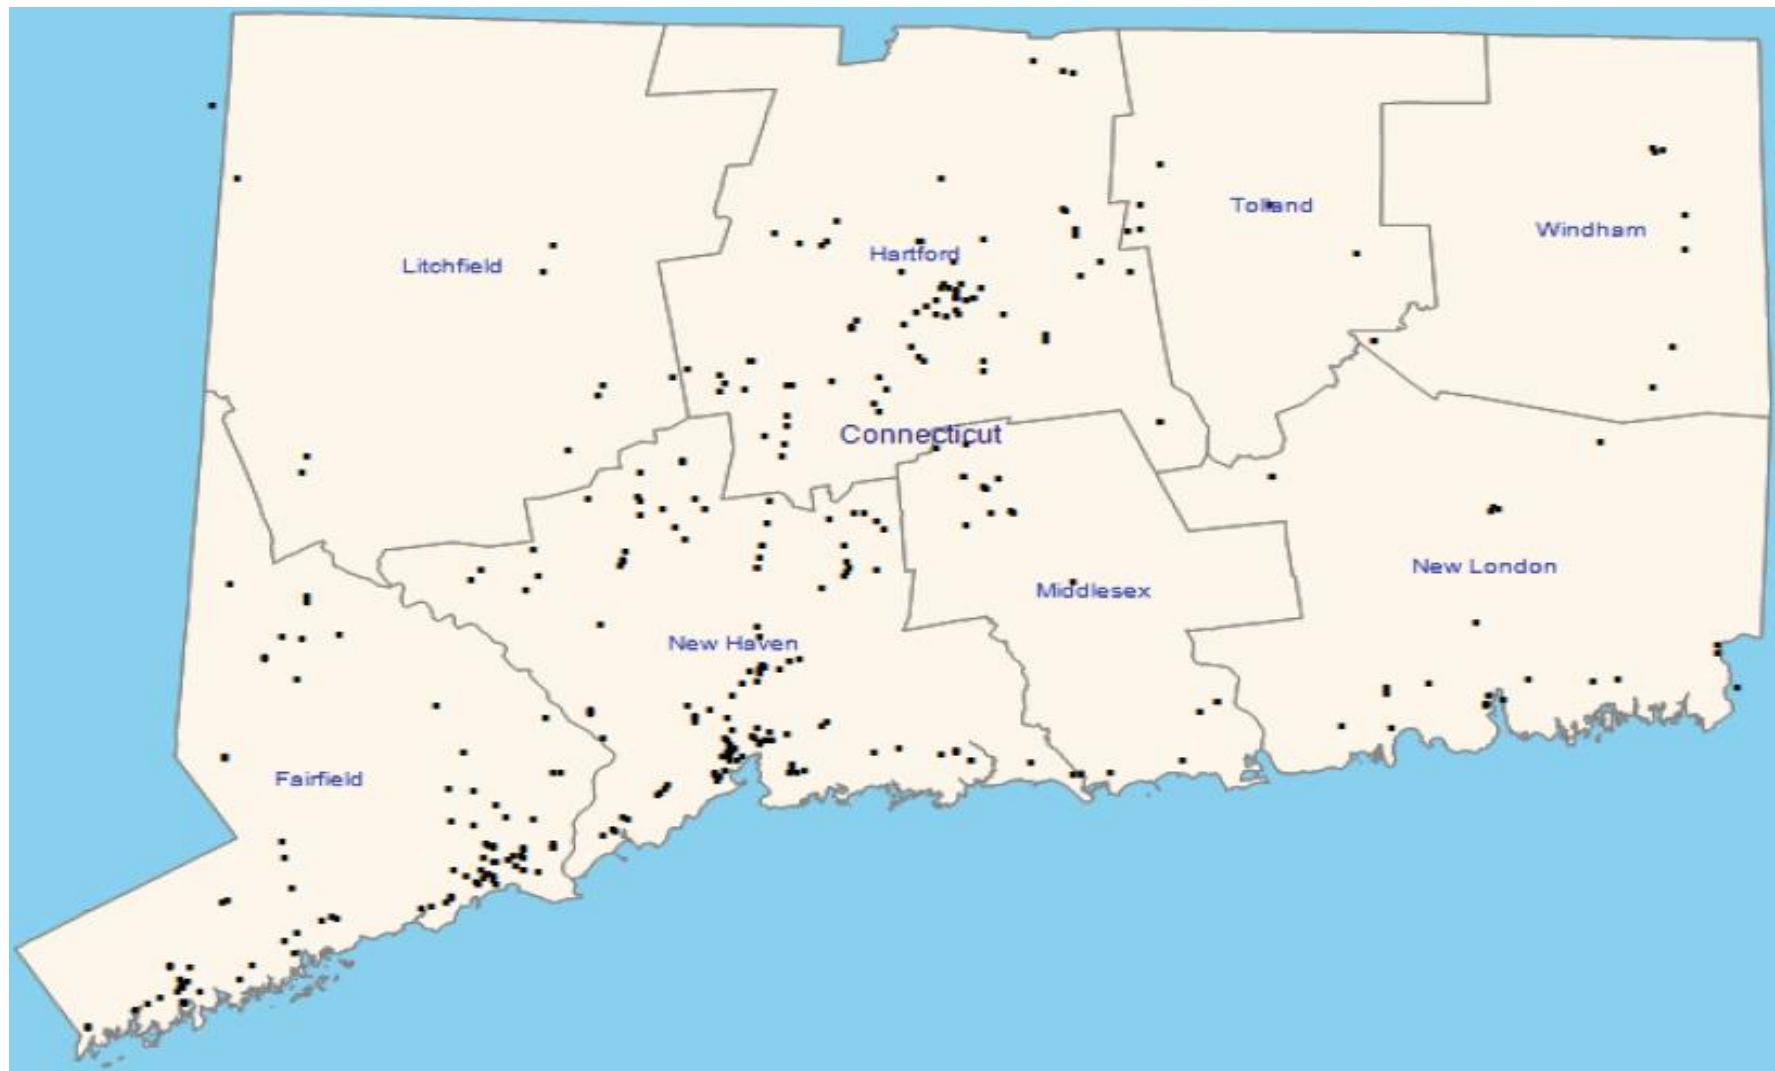 Tolland
Windham
Hartford
Litchfield
Connecticut
New London
Middlesex
New Haven
Fairfield